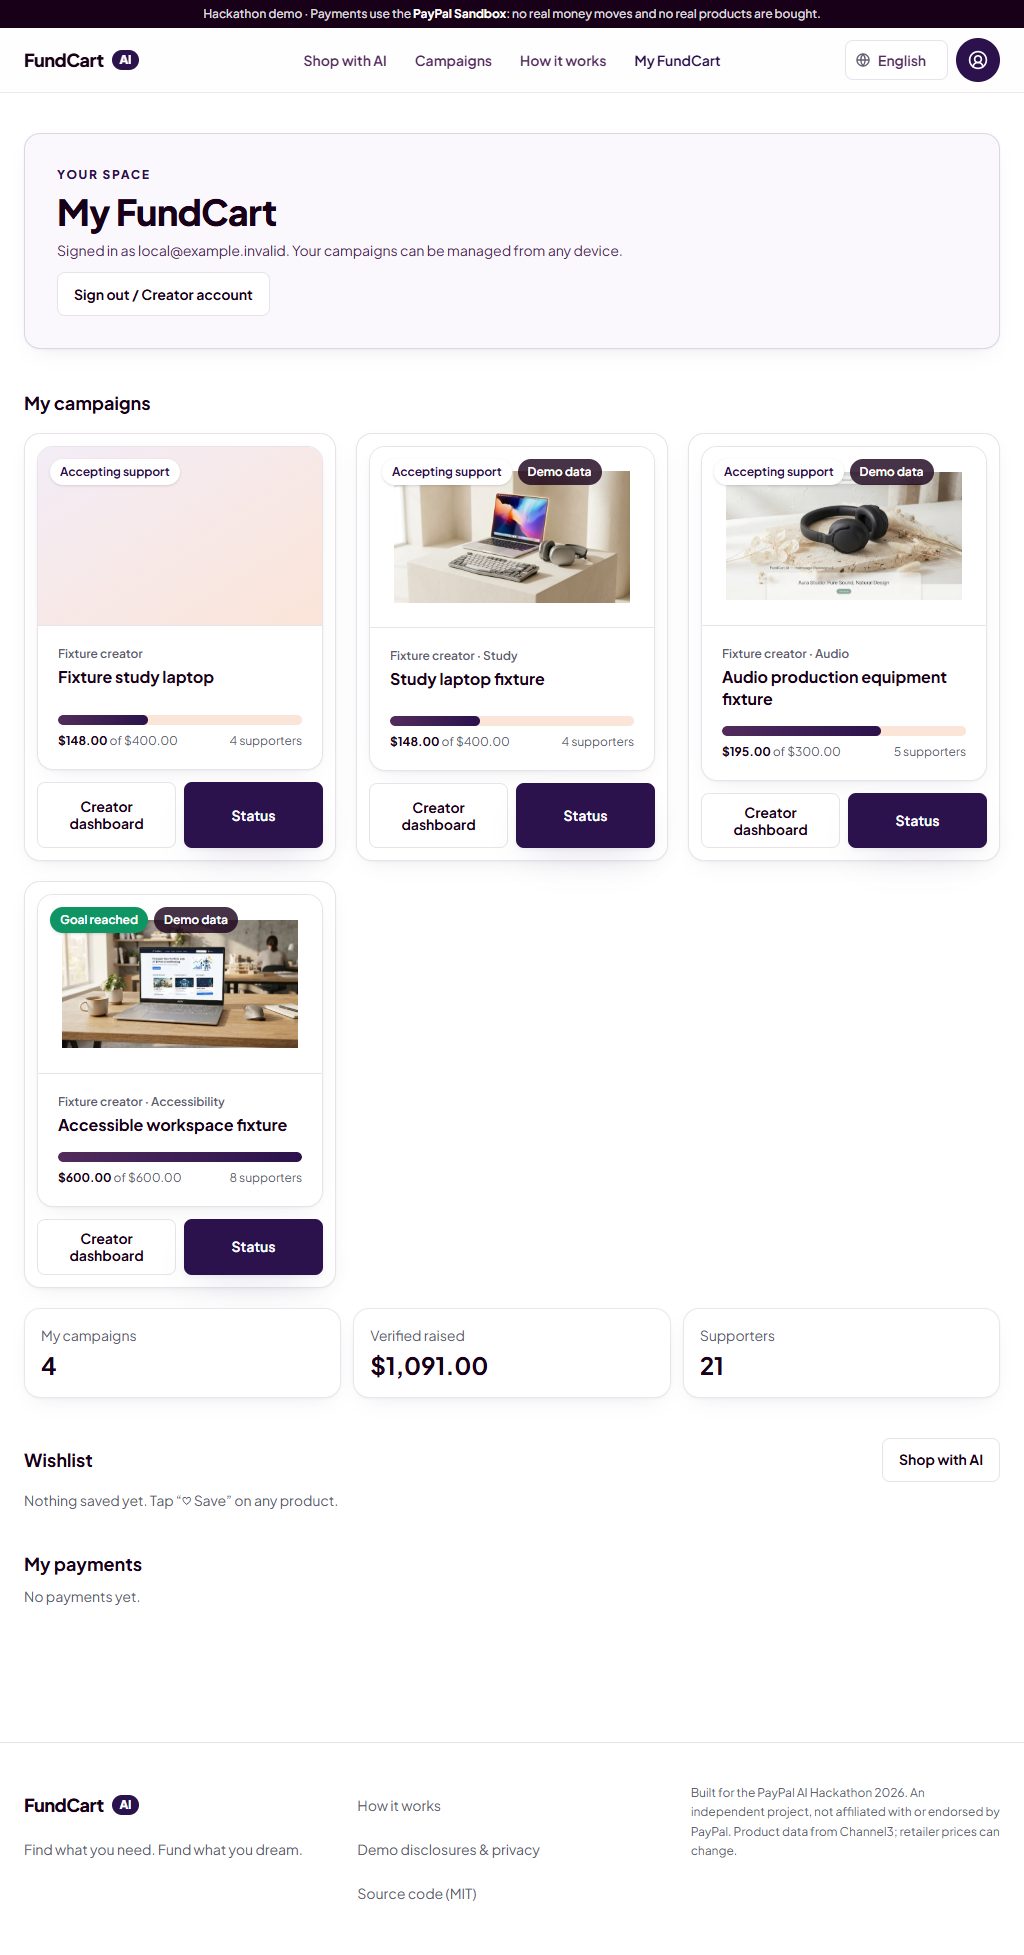 Hackathon demo · Payments use the PayPal Sandbox: no real money moves and no real products are bought.
FundCart AI
Shop with AI
Campaigns
How it works
My FundCart
English
YOUR SPACE
My FundCart
Signed in as local@example.invalid. Your campaigns can be managed from any device.
Sign out / Creator account
My campaigns
Accepting support
Fixture creator
Fixture study laptop
$148.00 of $400.00
4 supporters
Creator
dashboard
Status
Accepting support
Demo data
Fixture creator · Study
Study laptop fixture
$148.00 of $400.00
4 supporters
Creator
dashboard
Status
Accepting support
Demo data
Aura Studio: Pure Sound, Natural Design
Fixture creator · Audio
Audio production equipment
fixture
$195.00 of $300.00
5 supporters
Creator
dashboard
Status
Goal reached
Demo data
Fixture creator · Accessibility
Accessible workspace fixture
$600.00 of $600.00
8 supporters
Creator
dashboard
Status
My campaigns
4
Verified raised
$1,091.00
Supporters
21
Wishlist
Shop with AI
Nothing saved yet. Tap “♡ Save” on any product.
My payments
No payments yet.
FundCart AI
Find what you need. Fund what you dream.
How it works
Demo disclosures & privacy
Source code (MIT)
Built for the PayPal AI Hackathon 2026. An
independent project, not affiliated with or endorsed by
PayPal. Product data from Channel3; retailer prices can
change.